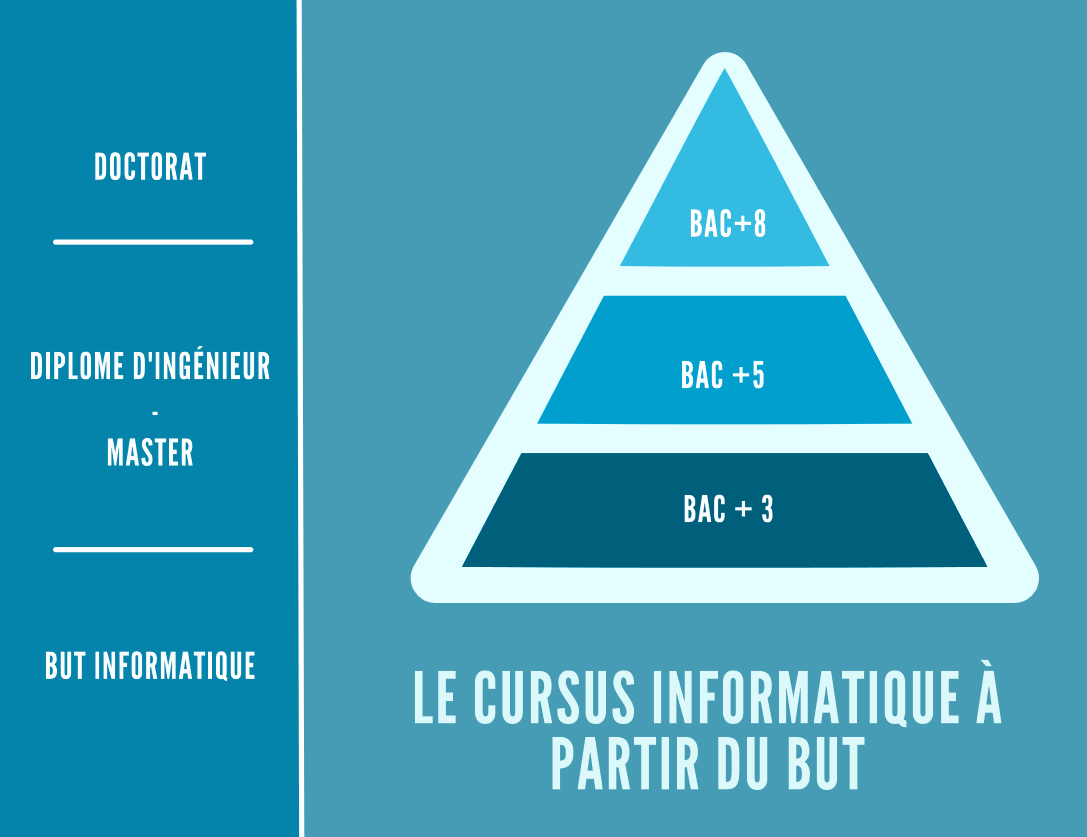 DOCTORAT
DIPLOME D'INGÉNIEUR
-
MASTER
BUT INFORMATIQUE
BAC+8
BAC +5
BAC + 3
LE CURSUS INFORMATIQUE À
PARTIR DU BUT